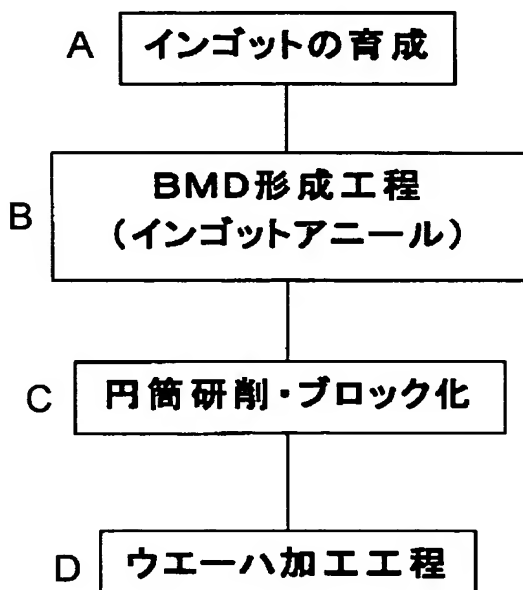 A インゴットの育成
B BMD形成工程
(インゴットアニール)
C 円筒研削・ブロック化
D ウエーハ加工工程